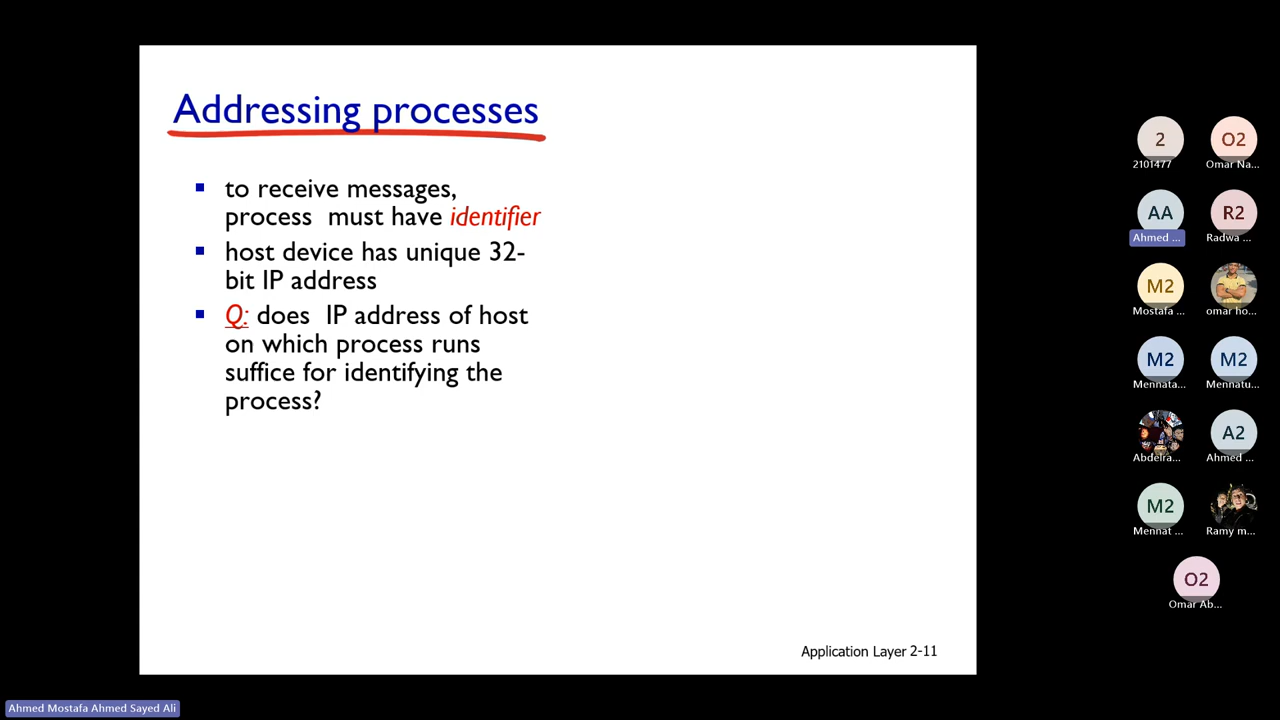 Addressing processes
to receive messages,
process must have identifier
host device has unique 32-
bit IP address
Q: does IP address of host
on which process runs
suffice for identifying the
process?
Application Layer 2-11
2
2101477
O2
Omar Na...
AA
Ahmed ...
R2
Radwa ...
M2
Mostafa ...
omar ho...
M2
Mennata...
M2
Mennatu...
Abdelra...
A2
Ahmed ...
M2
Mennat ...
Ramy m...
O2
Omar Ab...
Ahmed Mostafa Ahmed Sayed Ali